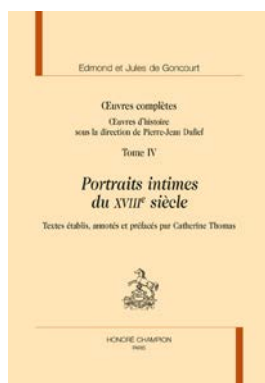 Edmond et Jules de Goncourt
Œuvres complètes
Œuvres d'histoire
sous la direction de Pierre-Jean Dufief
Tome IV
Portraits intimes
du XVIIIe siècle
Textes établis, annotés et préfacés par Catherine Thomas
HONORÉ CHAMPION
PARIS